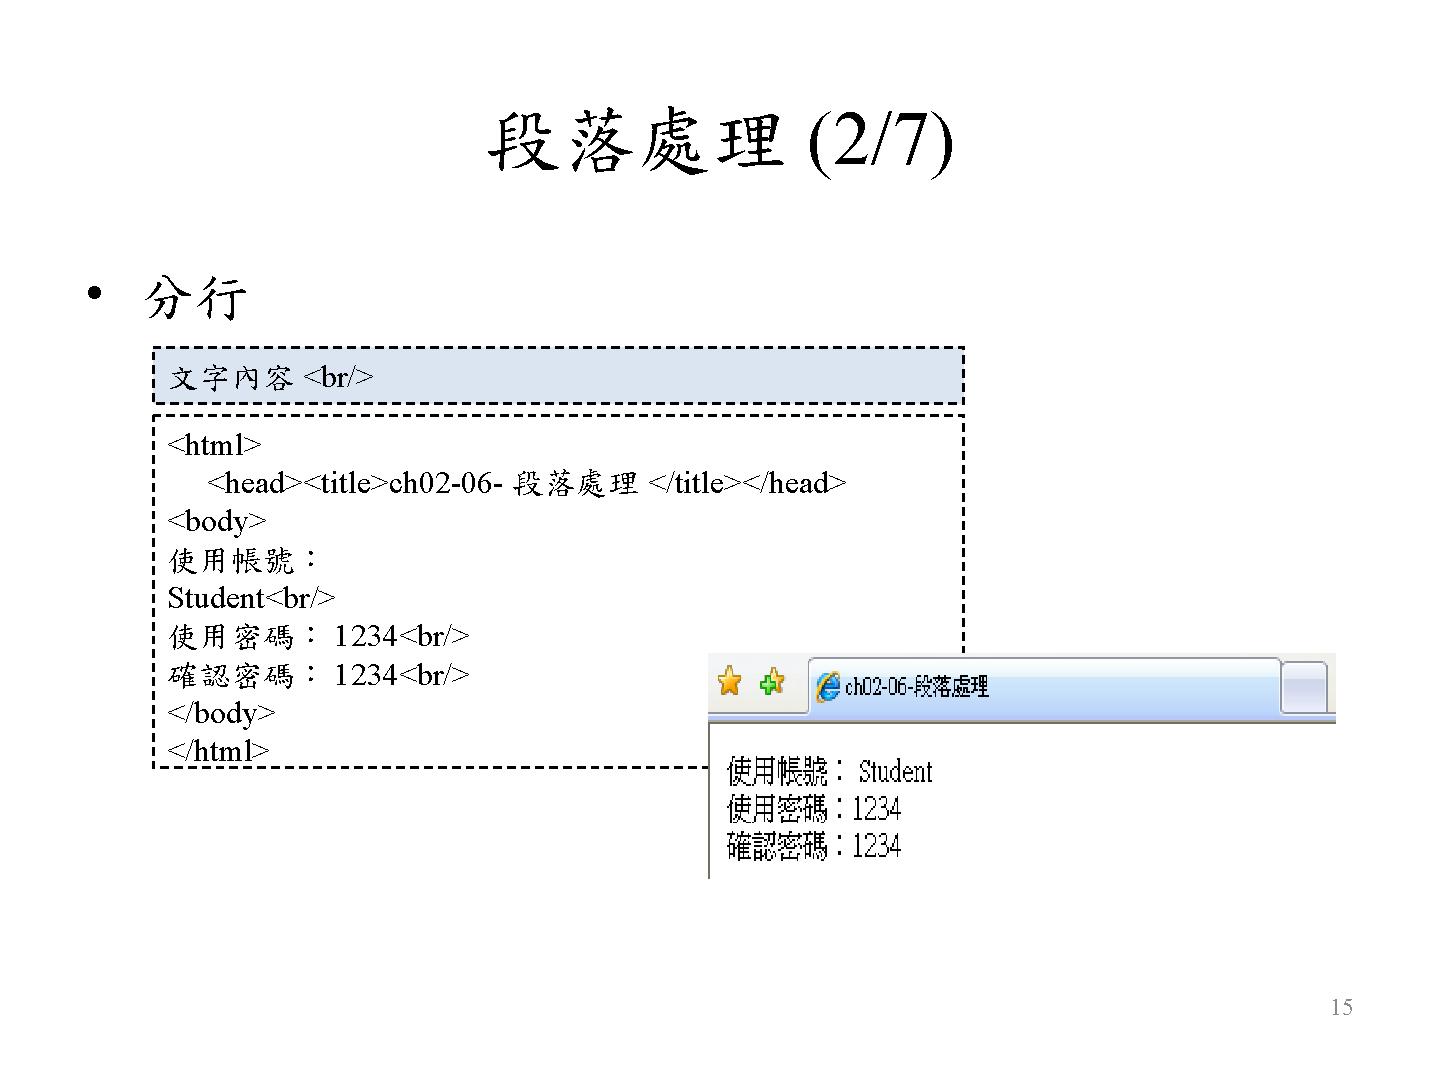 段落處理 (2/7)
• 分行
文字內容 <br/>
<html>
<head><title>ch02-06- 段落處理 </title></head>
<body>
使用帳號：
Student<br/>
使用密碼： 1234<br/>
確認密碼： 1234<br/>
</body>
</html>
ch02-06-段落處理
使用帳號： Student
使用密碼：1234
確認密碼：1234
15